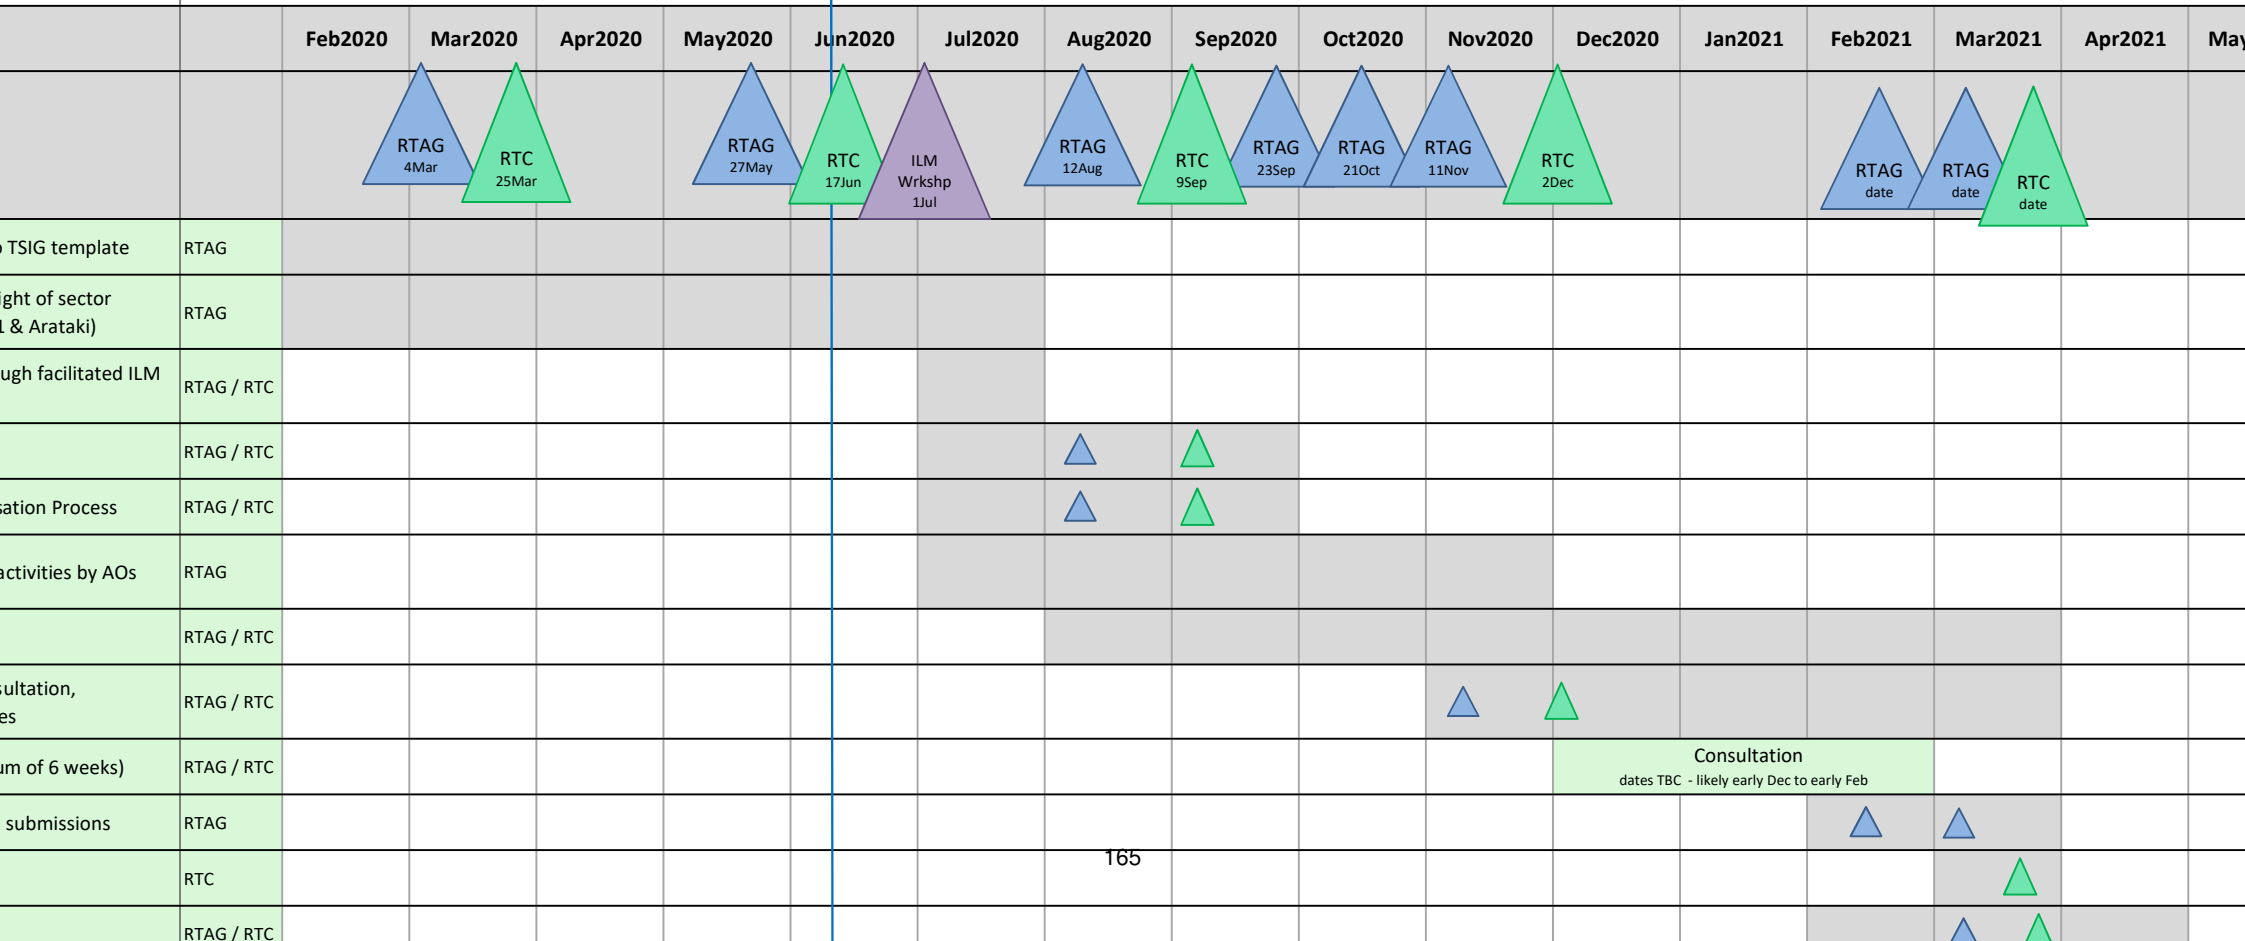 Feb2020 Mar2020 Apr2020 May2020 Jun2020 Jul2020 Aug2020 Sep2020 Oct2020 Nov2020 Dec2020 Jan2021 Feb2021 Mar2021 Apr2021 May
RTAG
4Mar
RTC
25Mar
RTAG
27May
RTC
17Jun
ILM
Wrkshp
1Jul
RTAG
12Aug
RTC
9Sep
RTAG
23Sep
RTAG
21Oct
RTAG
11Nov
RTC
2Dec
RTAG
date
RTAG
date
RTC
date
TSIG template RTAG
ight of sector
1 & Arataki)
RTAG
ugh facilitated ILM
RTAG / RTC
RTAG / RTC
sation Process RTAG / RTC
activities by AOs RTAG
RTAG / RTC
sultation,
es
RTAG / RTC
um of 6 weeks) RTAG / RTC
Consultation
dates TBC - likely early Dec to early Feb
submissions RTAG
165
RTC
RTAG / RTC